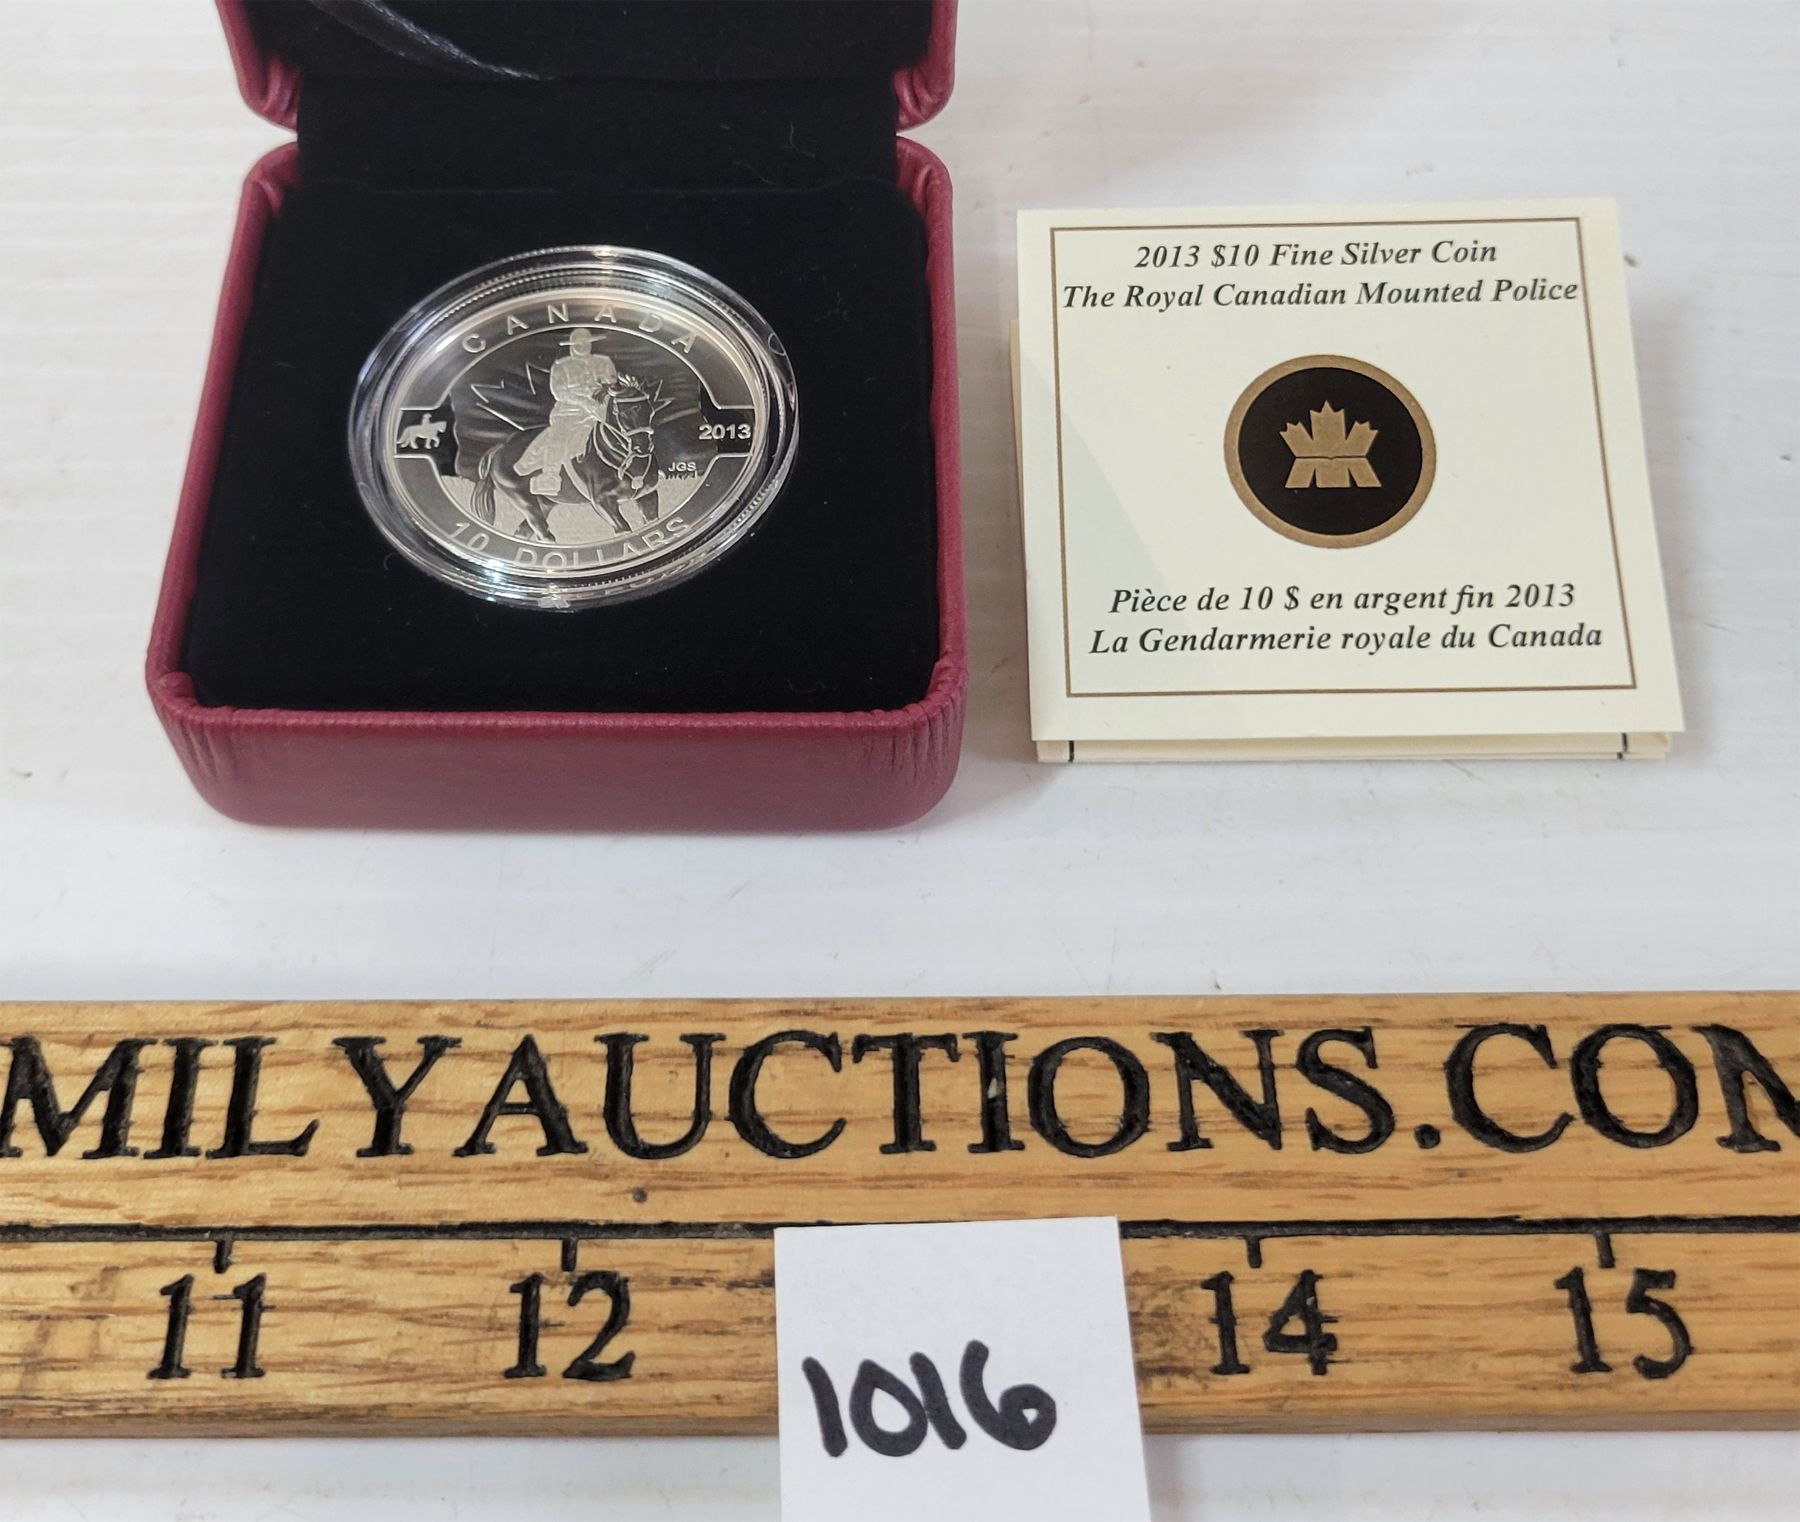 CANADA
2013
JGS
10 DOLLARS
2013 $10 Fine Silver Coin
The Royal Canadian Mounted Police
Pièce de 10 $ en argent fin 2013
La Gendarmerie royale du Canada
MILYAUCTIONS.COM
11 12 14 15
1016